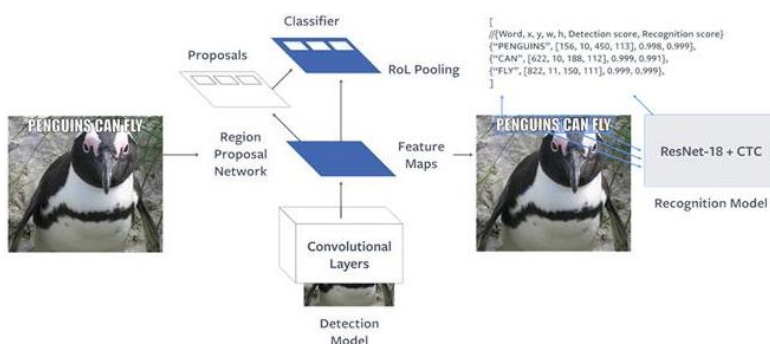 Classifier
Proposals
RoL Pooling
[
//{Word, x, y, w, h, Detection score, Recognition score}
{“PENGUINS”, [156, 10, 450, 113], 0.998, 0.999},
{“CAN”, [622, 10, 188, 112], 0.999, 0.991},
{“FLY”, [822, 11, 150, 111], 0.999, 0.999},
]
PENGUINS CAN FLY
Region
Proposal
Network
Feature
Maps
PENGUINS CAN FLY
ResNet-18 + CTC
Recognition Model
Convolutional
Layers
Detection
Model